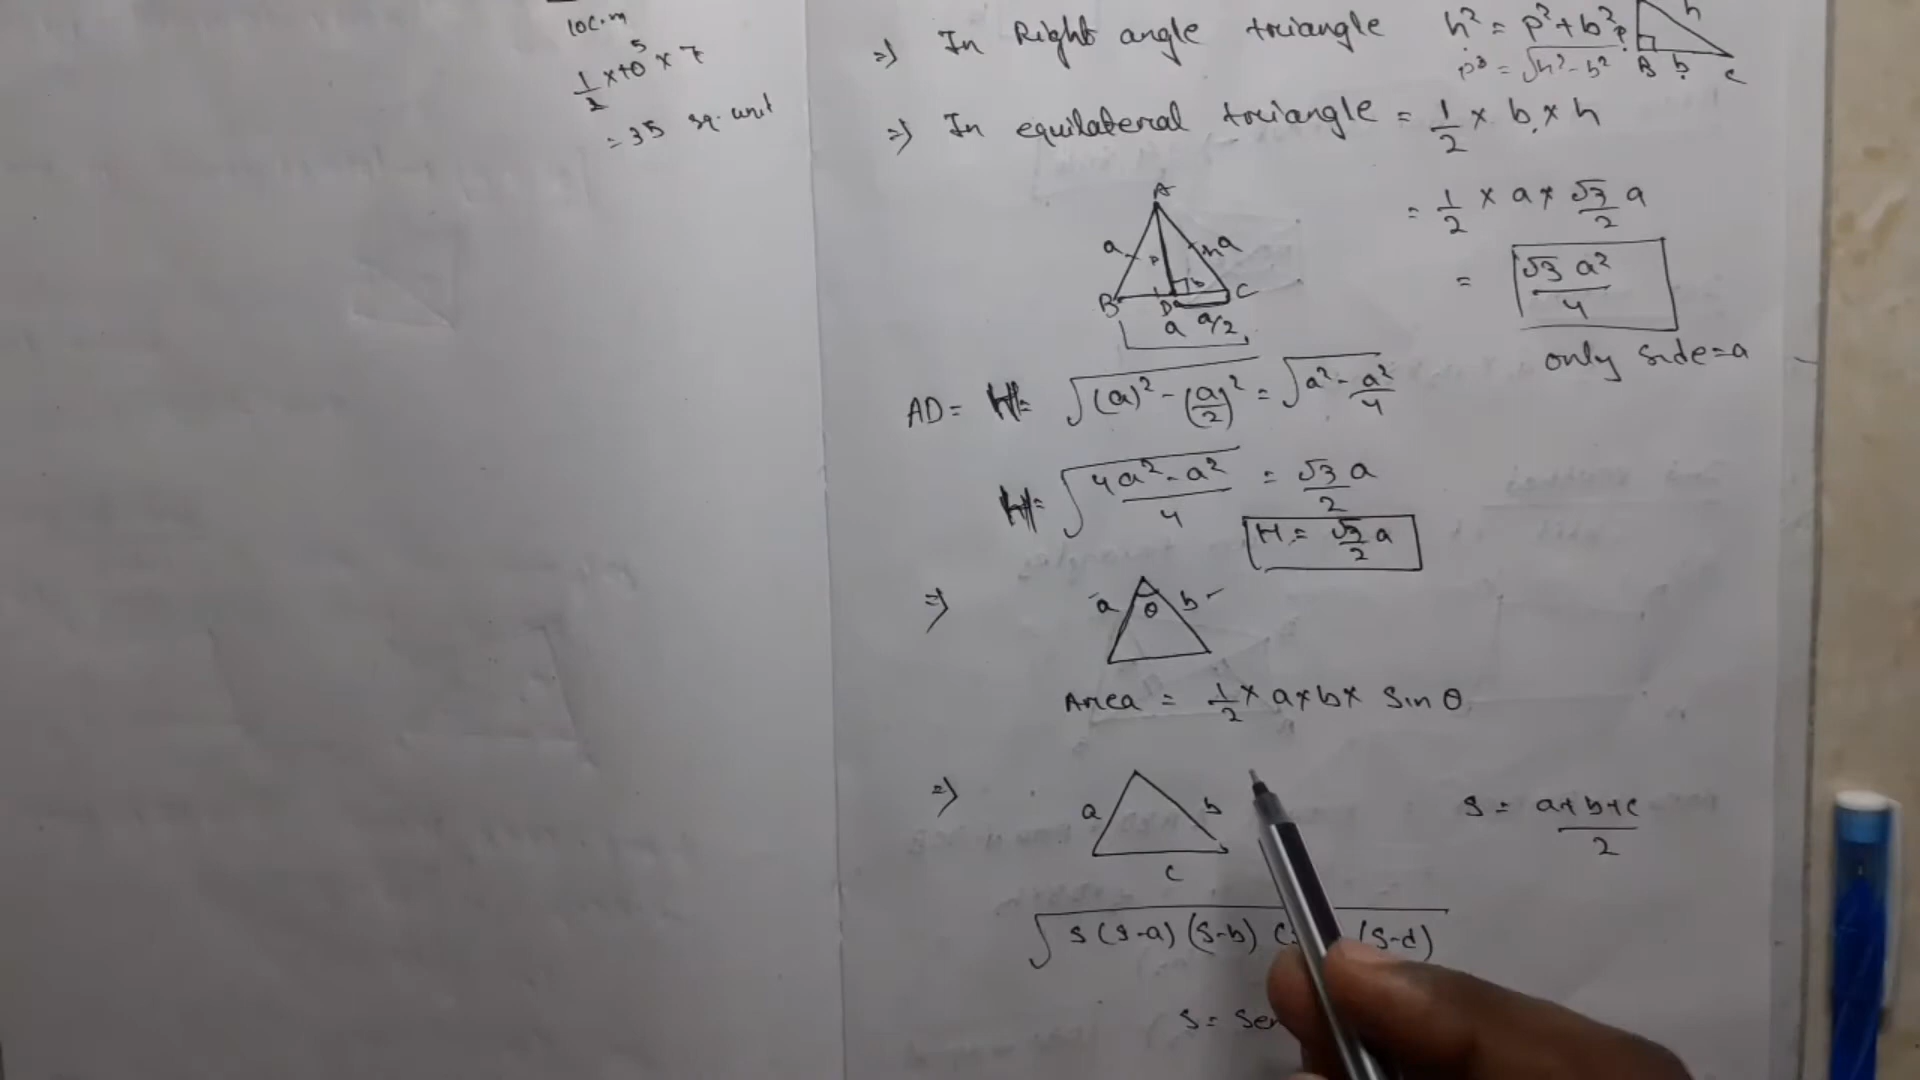 10c.m
1/2 × 10 5 × 7
= 35 sq. unit
=) In Right angle triangle h² = p² + b²
p = √h² - b²
P
h
B b C
=) In equilateral triangle = 1/2 × b × h
= 1/2 × a × √3/2 a
= √3 a²/4
only side = a
A
a a
P h
b
B D C
a a/2
AD = H = √(a)² - (a/2)² = √a² - a²/4
H = √4a² - a²/4 = √3/2 a
H = √3/2 a
=)
a θ b
Area = 1/2 × a × b × Sin θ
=)
a b
c
S = a+b+c/2
√s(s-a)(s-b) (s-d)
S =